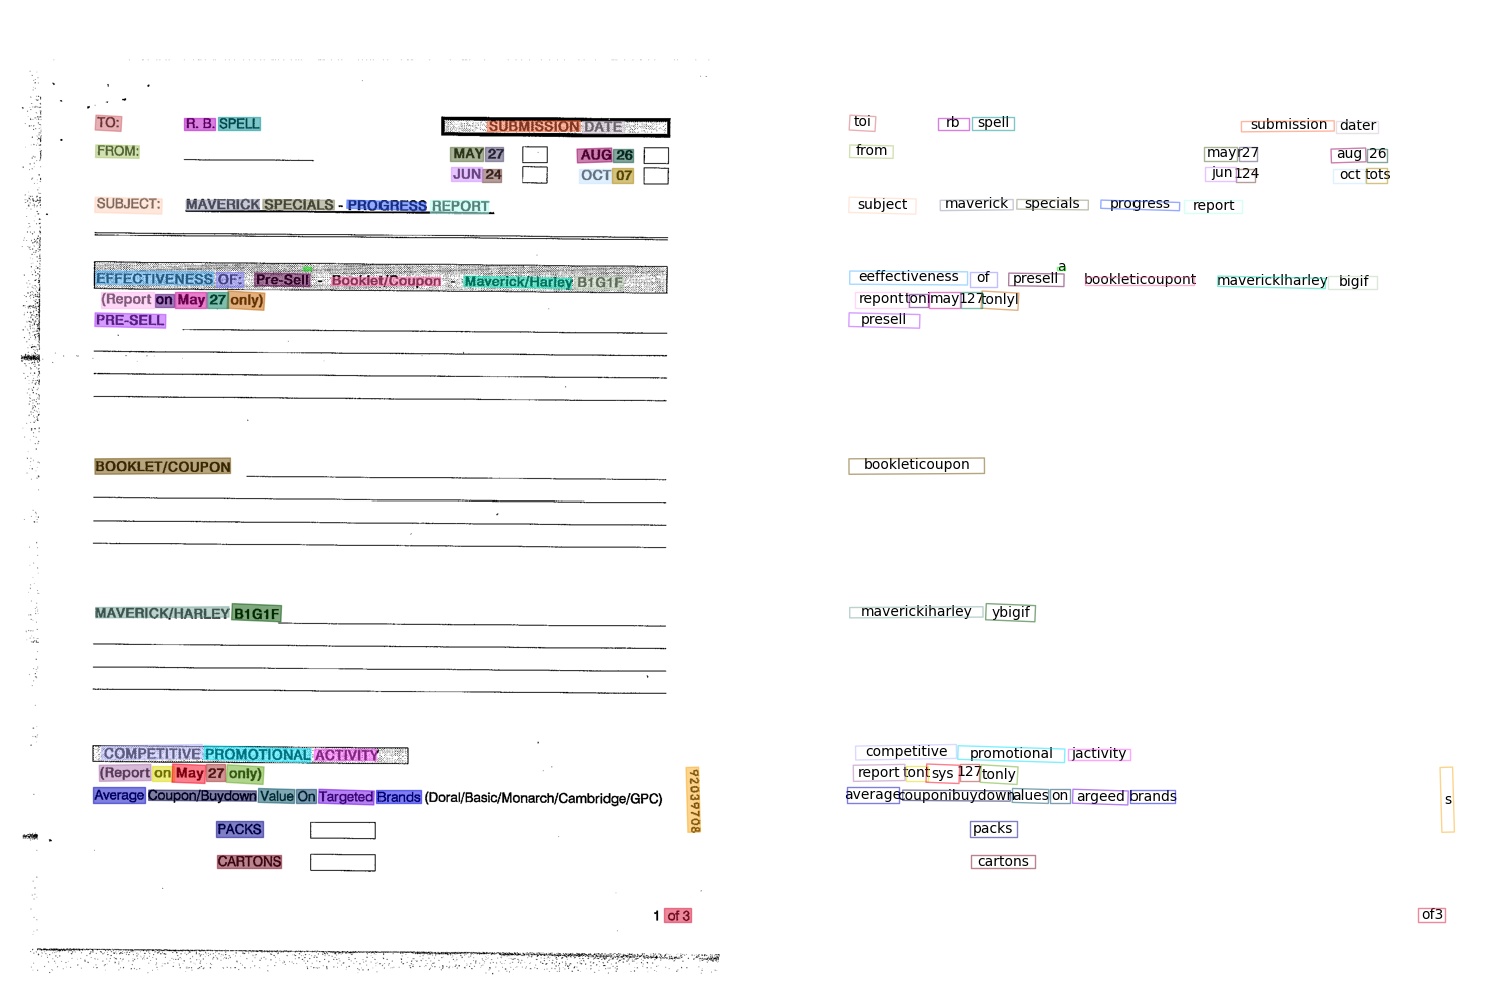 TO: R. B. SPELL SUBMISSION DATE
FROM: MAY 27 AUG 26
JUN 24 OCT 07
SUBJECT: MAVERICK SPECIALS - PROGRESS REPORT
EFFECTIVENESS OF: Pre-Sell - Booklet/Coupon - Maverick/Harley B1G1F
(Report on May 27 only)
PRE-SELL
BOOKLET/COUPON
MAVERICK/HARLEY B1G1F
COMPETITIVE PROMOTIONAL ACTIVITY
(Report on May 27 only)
Average Coupon/Buydown Value On Targeted Brands (Doral/Basic/Monarch/Cambridge/GPC)
PACKS
CARTONS
92039708
1 of 3
toi rb spell submission dater
from mayr27 aug 26
jun 124 oct tots
subject maverick specials progress report
eeffectiveness of presell a bookleticoupont mavericklharley bigif
repont toni may 127 tonlyl
presell
bookleticoupon
maverickiharley ybigif
competitive promotional jactivity
report tont sys 127 tonly
average couponibuydown alues on argeed brands
packs
cartons
s
of3